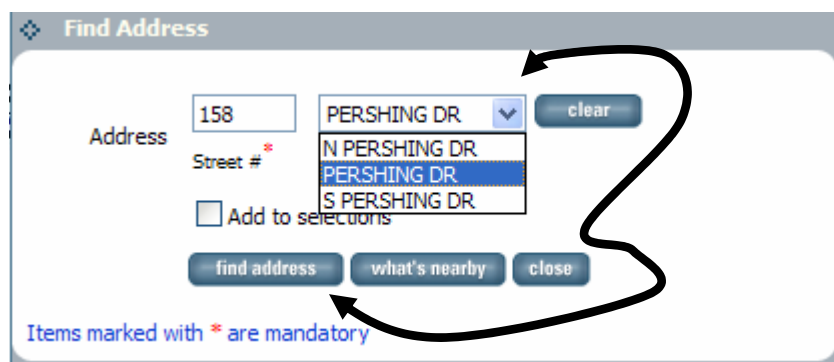 Find Address
158 PERSHING DR clear
Address
N PERSHING DR
Street #*
PERSHING DR
S PERSHING DR
Add to selections
find address what's nearby close
Items marked with * are mandatory